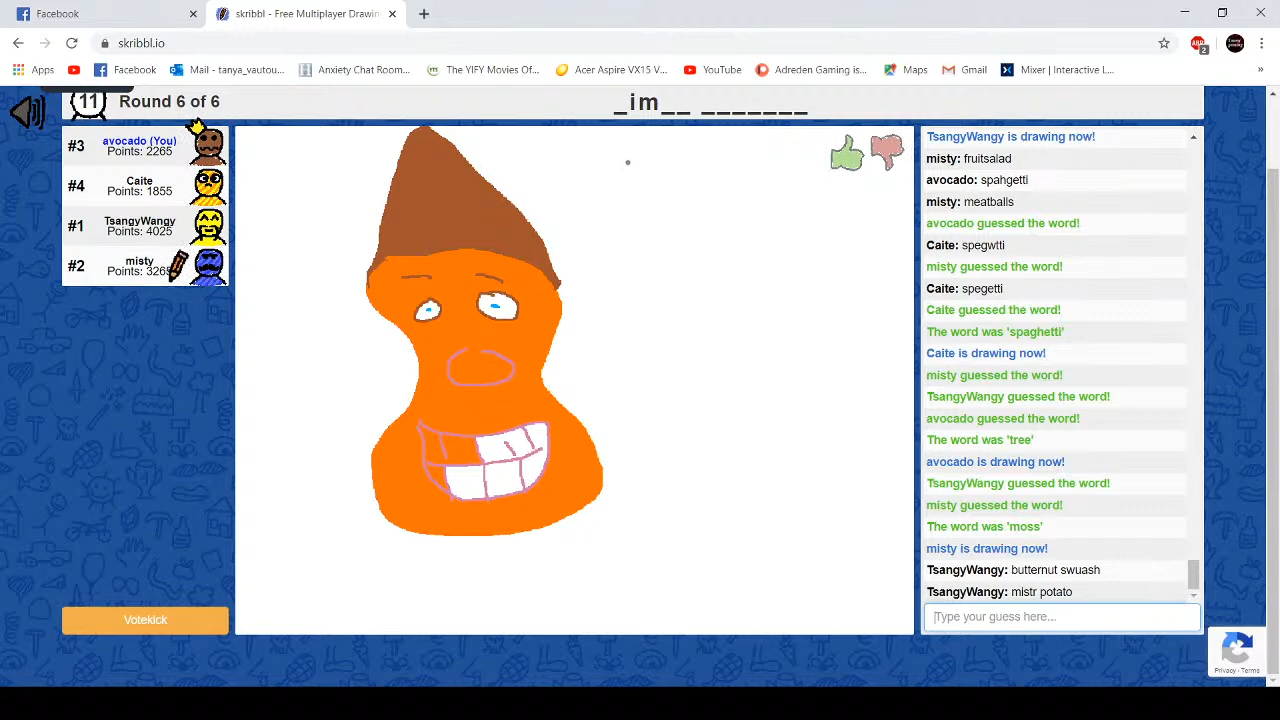 Facebook
skribbl - Free Multiplayer Drawin
skribbl.io
2
Apps
Facebook
Mail - tanya_vautou...
Anxiety Chat Room...
The YIFY Movies Of...
Acer Aspire VX15 V...
YouTube
Adreden Gaming is...
Maps
Gmail
Mixer | Interactive L...
»
11
Round 6 of 6
_im__ _______
#3 avocado (You)
Points: 2265
#4 Caite
Points: 1855
#1 TsangyWangy
Points: 4025
#2 misty
Points: 3265
Votekick
TsangyWangy is drawing now!
misty: fruitsalad
avocado: spahgetti
misty: meatballs
avocado guessed the word!
Caite: spegwtti
misty guessed the word!
Caite: spegetti
Caite guessed the word!
The word was 'spaghetti'
Caite is drawing now!
misty guessed the word!
TsangyWangy guessed the word!
avocado guessed the word!
The word was 'tree'
avocado is drawing now!
TsangyWangy guessed the word!
misty guessed the word!
The word was 'moss'
misty is drawing now!
TsangyWangy: butternut swuash
TsangyWangy: mistr potato
Type your guess here...
Privacy - Terms